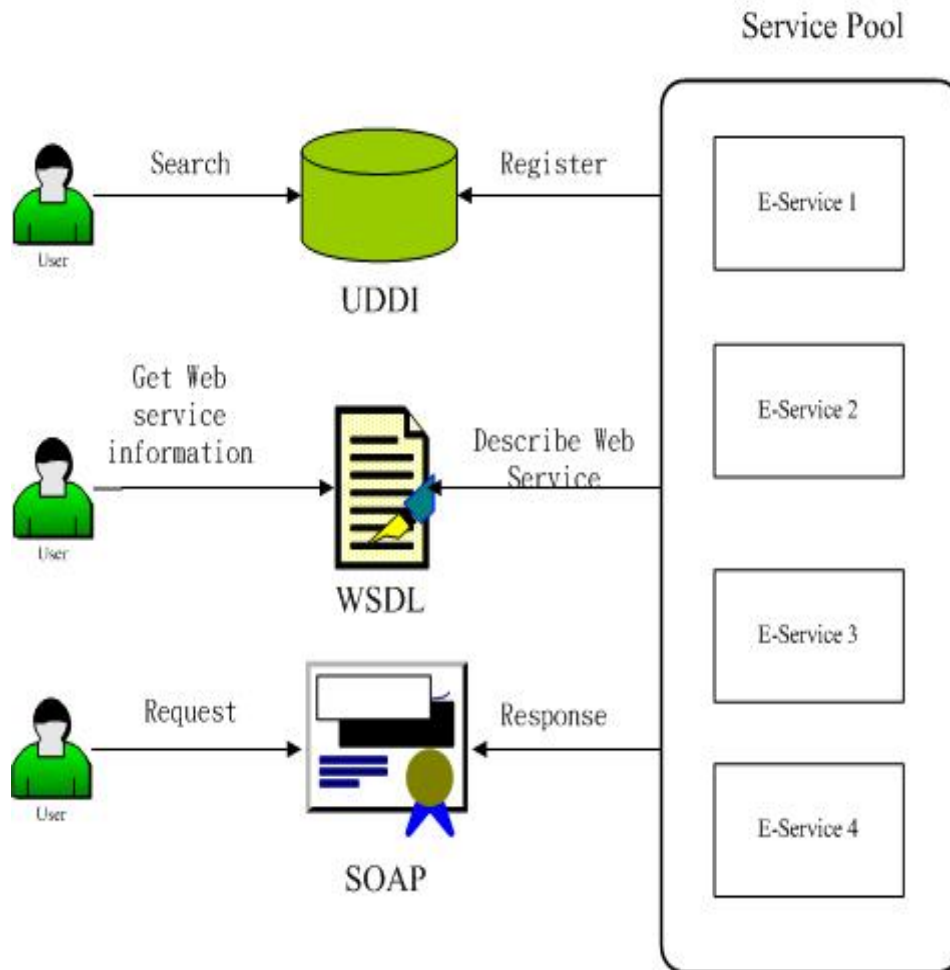 Service Pool
Search
Register
E-Service 1
User
UDDI
Get Web
service
information
Describe Web
Service
E-Service 2
User
WSDL
E-Service 3
Request
Response
User
E-Service 4
SOAP